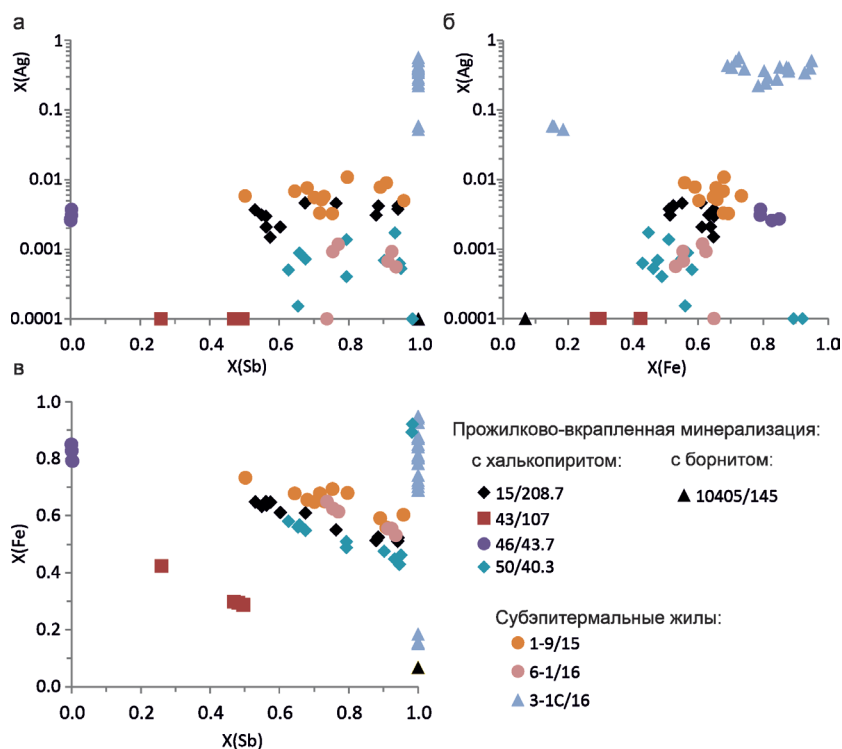 а
X(Ag)
1
0.1
0.01
0.001
0.0001
0.0 0.2 0.4 0.6 0.8 1.0
X(Sb)
б
X(Ag)
1
0.1
0.01
0.001
0.0001
0.0 0.2 0.4 0.6 0.8 1.0
X(Fe)
в
X(Fe)
1.0
0.8
0.6
0.4
0.2
0.0
0.0 0.2 0.4 0.6 0.8 1.0
X(Sb)
Прожилково-вкрапленная минерализация:
с халькопиритом:
15/208.7
43/107
46/43.7
50/40.3
с борнитом:
10405/145
Субэпитермальные жилы:
1-9/15
6-1/16
3-1С/16